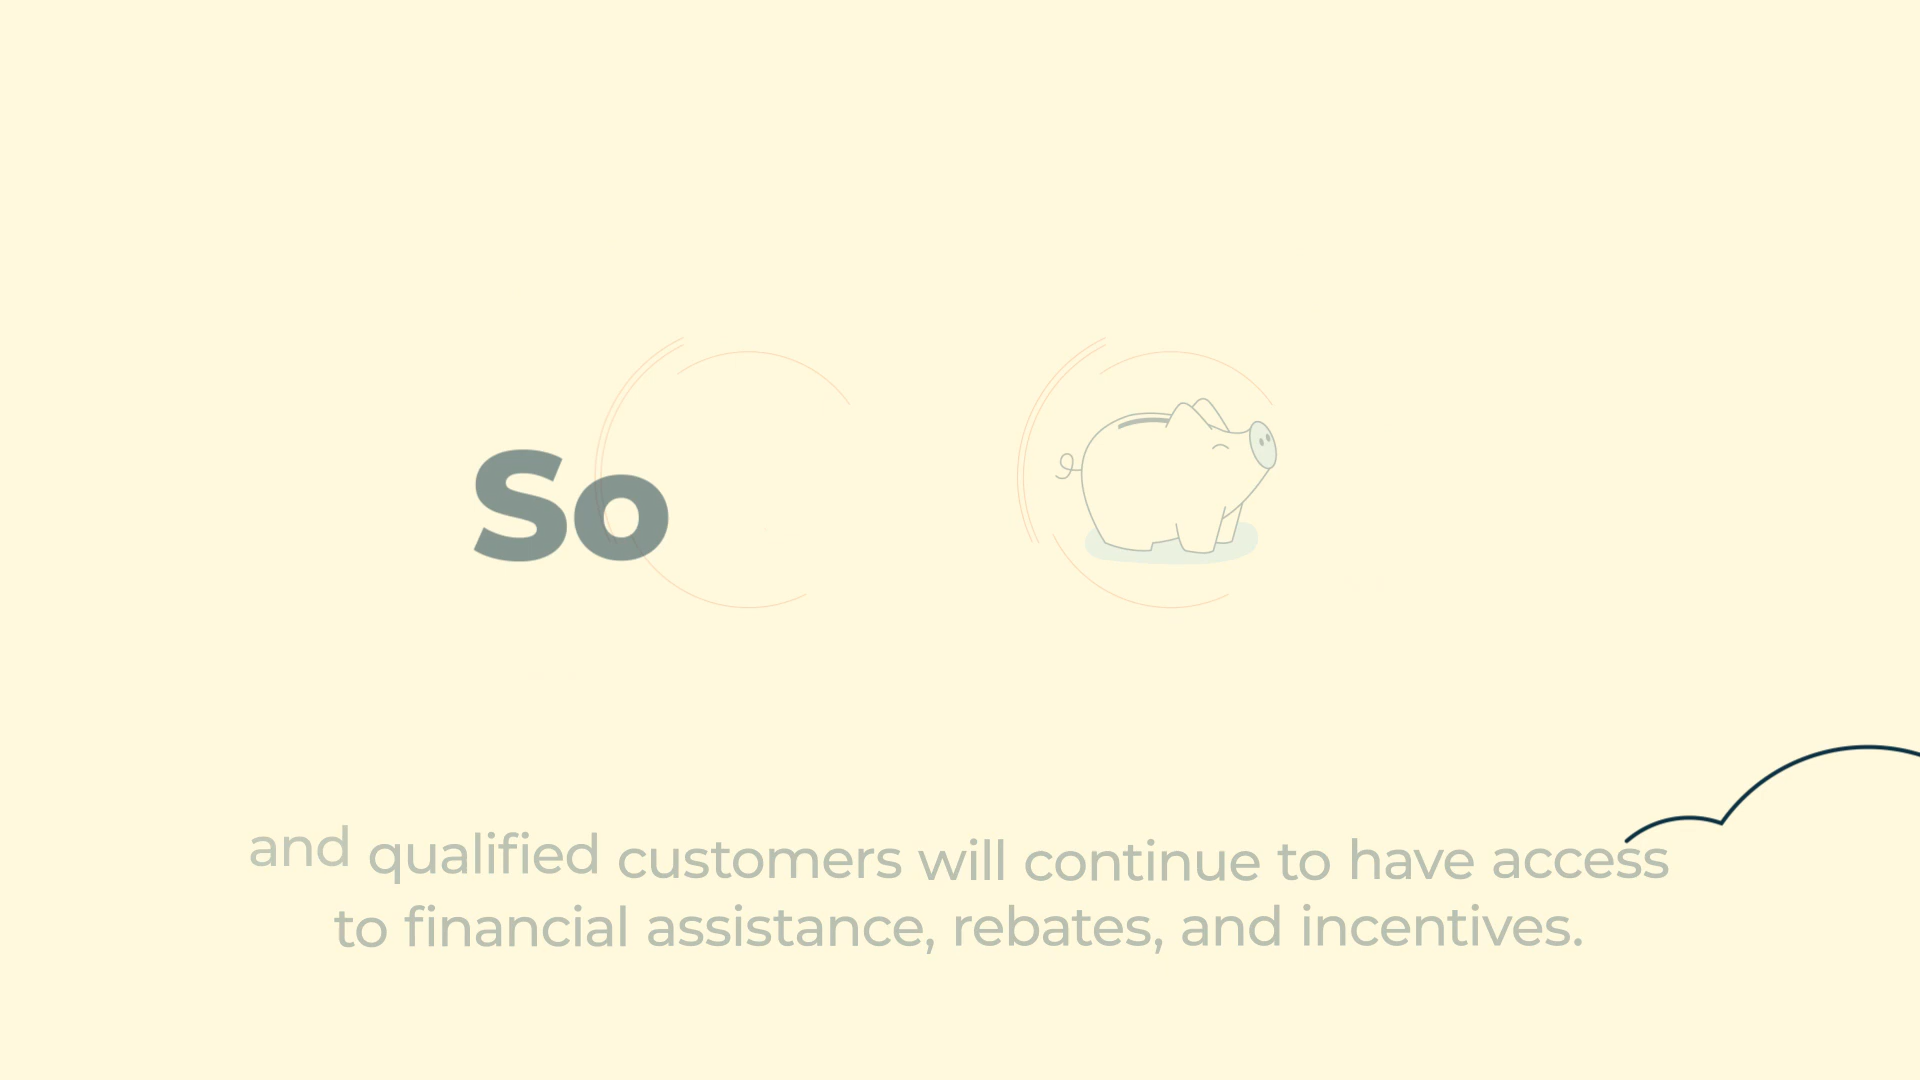 So
and qualified customers will continue to have access
to financial assistance, rebates, and incentives.